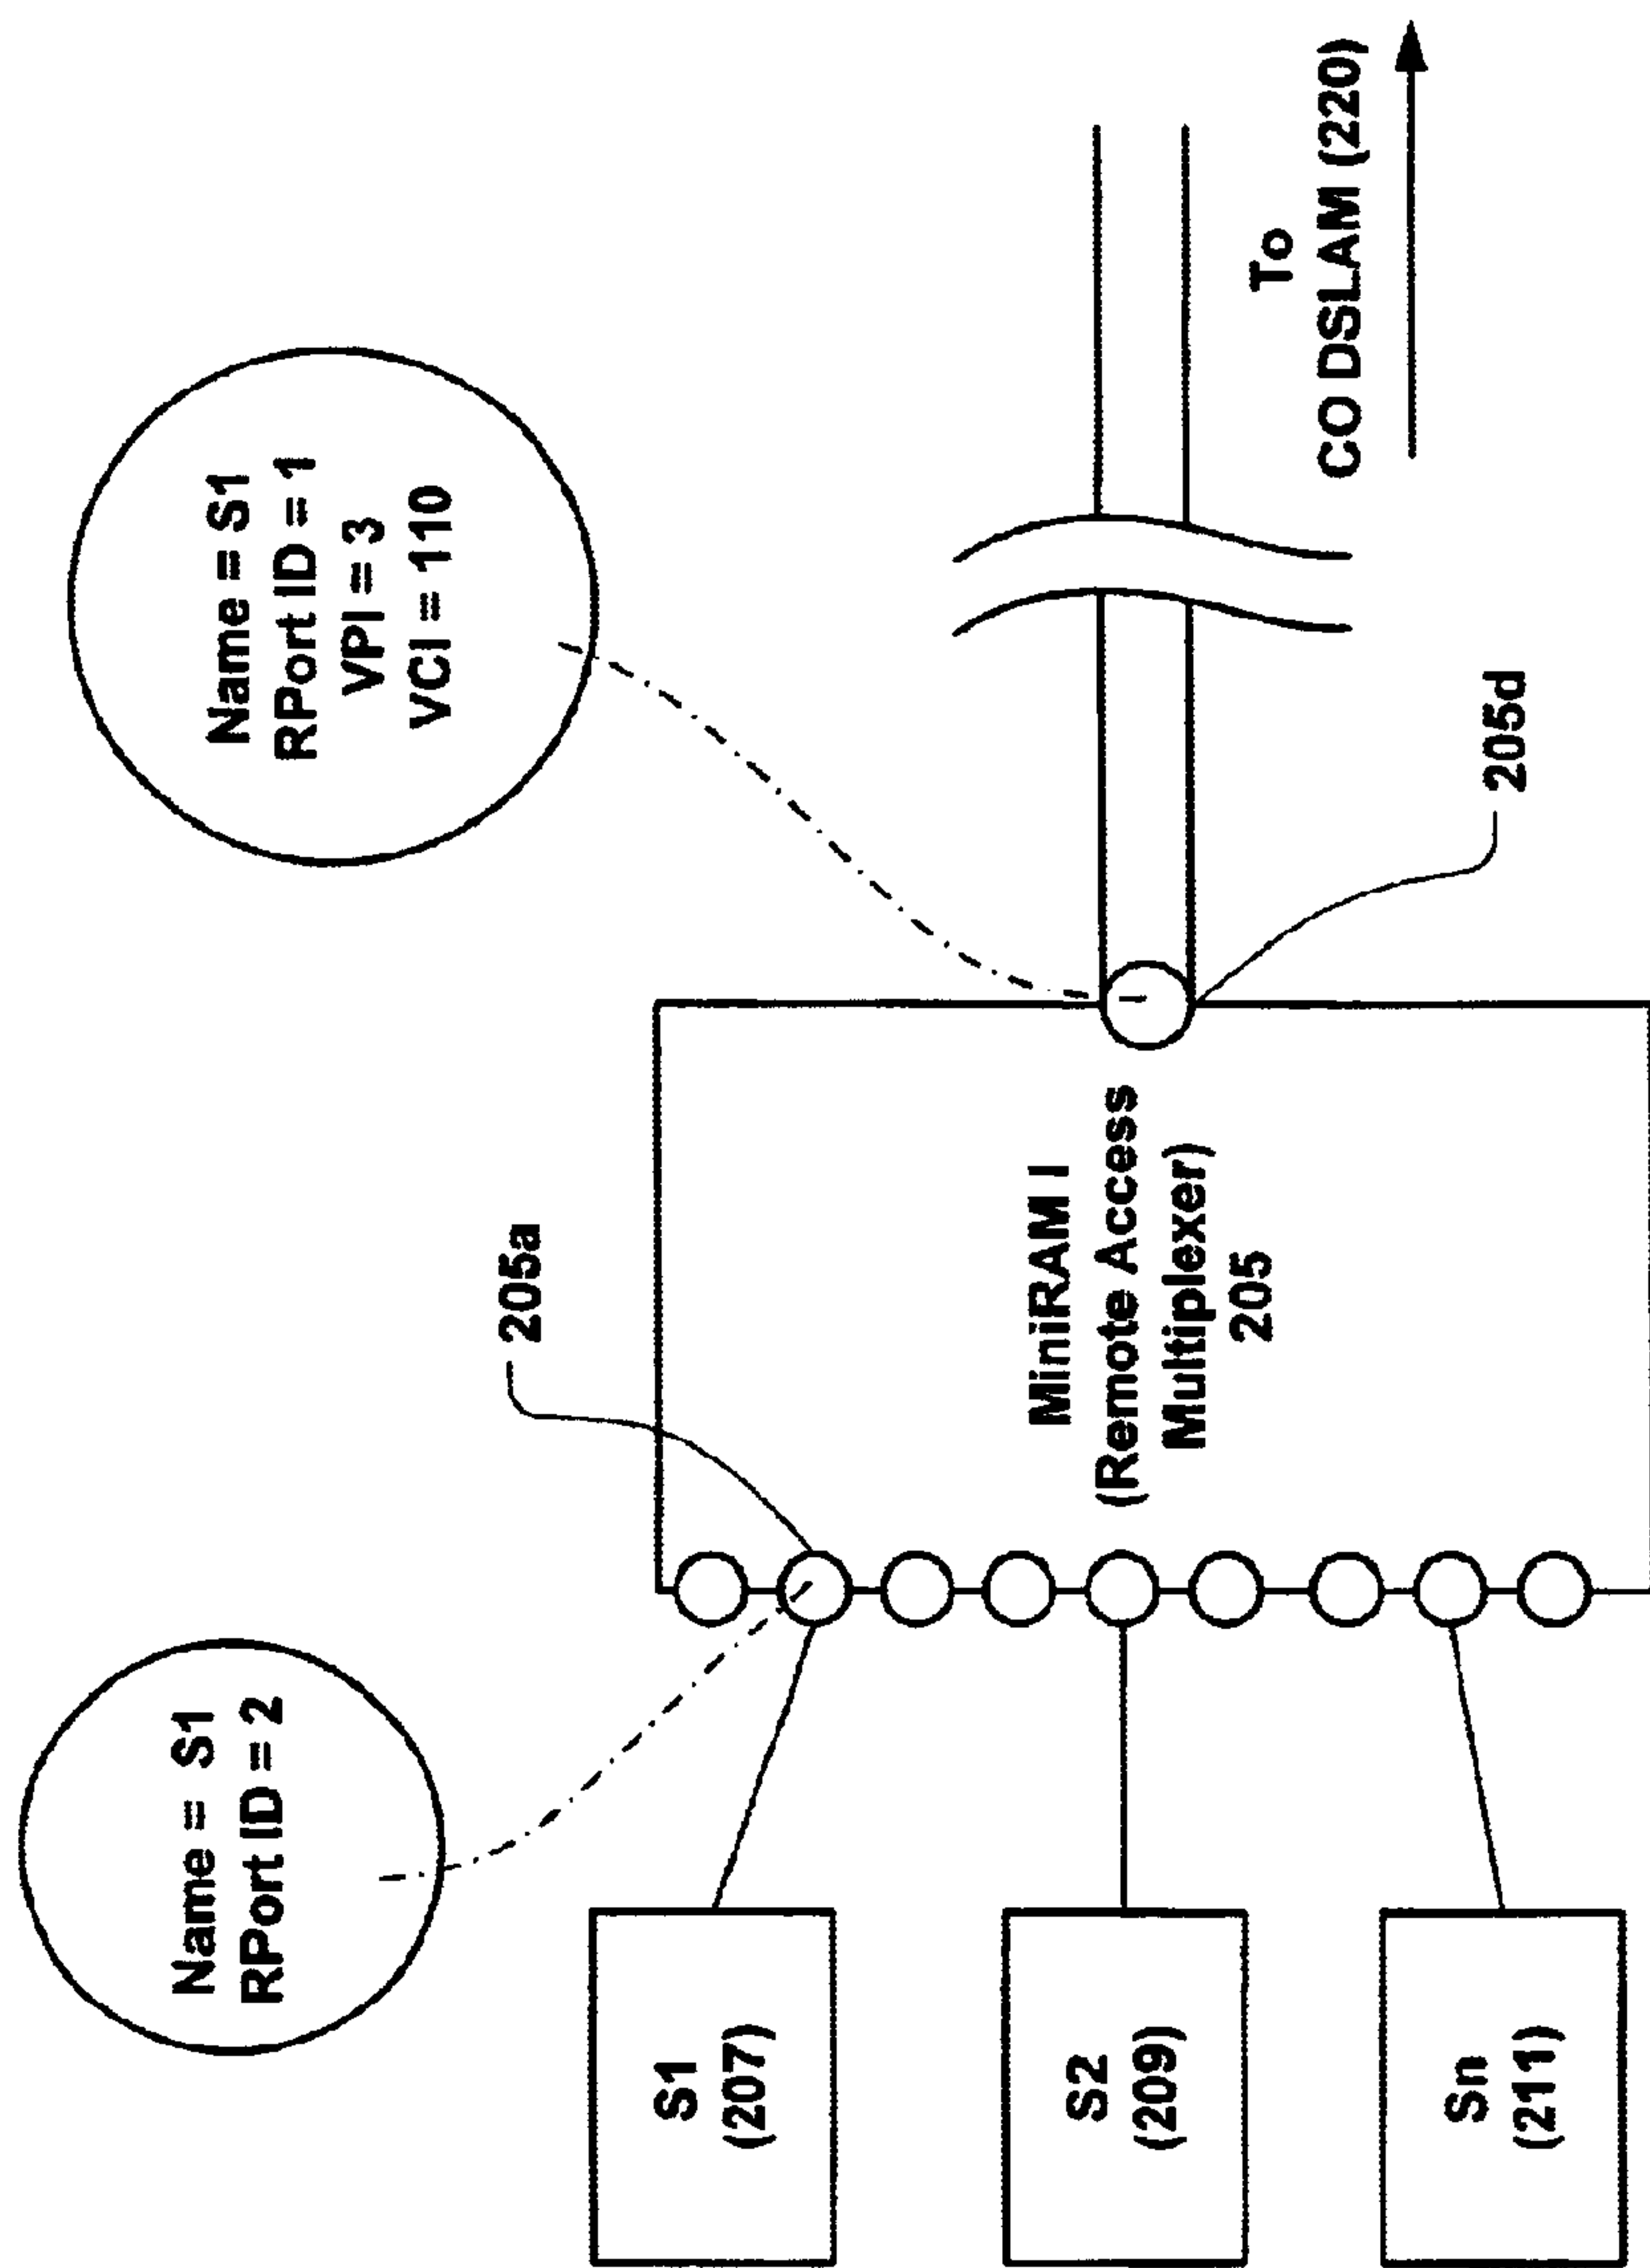 Name = S1
RPort ID = 2
Name = S1
RPort ID = 1
VPI = 3
VCI = 110
205a
S1
(207)
S2
(209)
Sn
(211)
MiniRAM I
(Remote Access
Multiplexer)
205
To
CO DSLAM (220)
205d